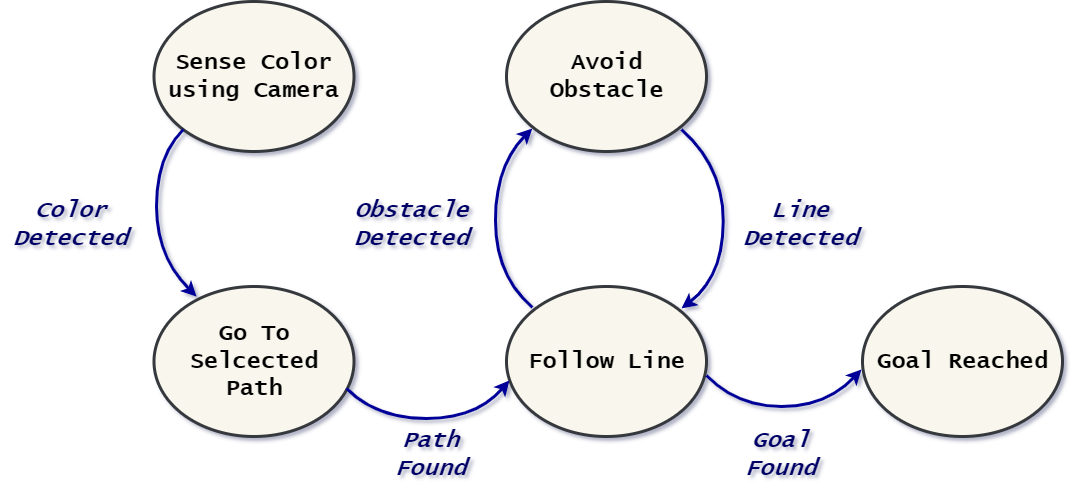 Sense Color
using Camera
Avoid
Obstacle
Color
Detected
Obstacle
Detected
Line
Detected
Go To
Selcected
Path
Follow Line
Goal Reached
Path
Found
Goal
Found